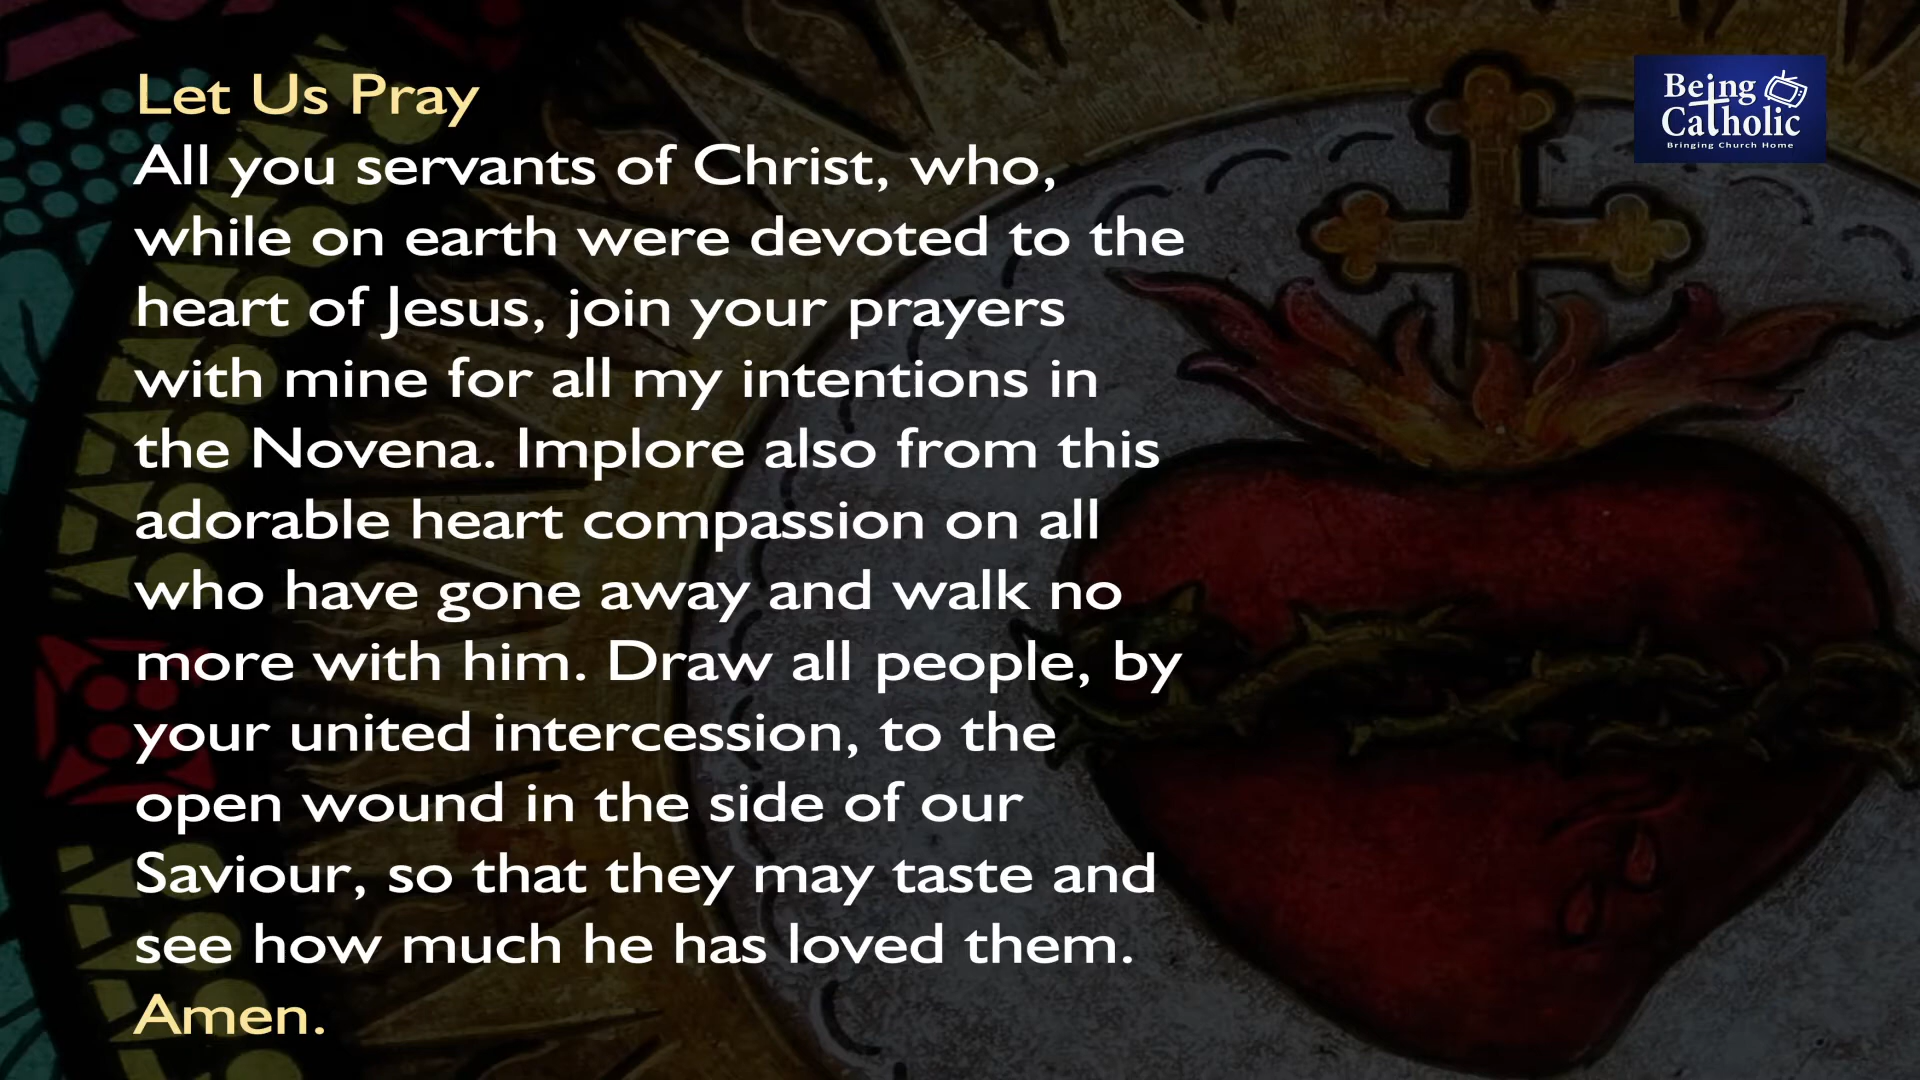 Let Us Pray
All you servants of Christ, who,
while on earth were devoted to the
heart of Jesus, join your prayers
with mine for all my intentions in
the Novena. Implore also from this
adorable heart compassion on all
who have gone away and walk no
more with him. Draw all people, by
your united intercession, to the
open wound in the side of our
Saviour, so that they may taste and
see how much he has loved them.
Amen.
Being
Catholic
Bringing Church Home